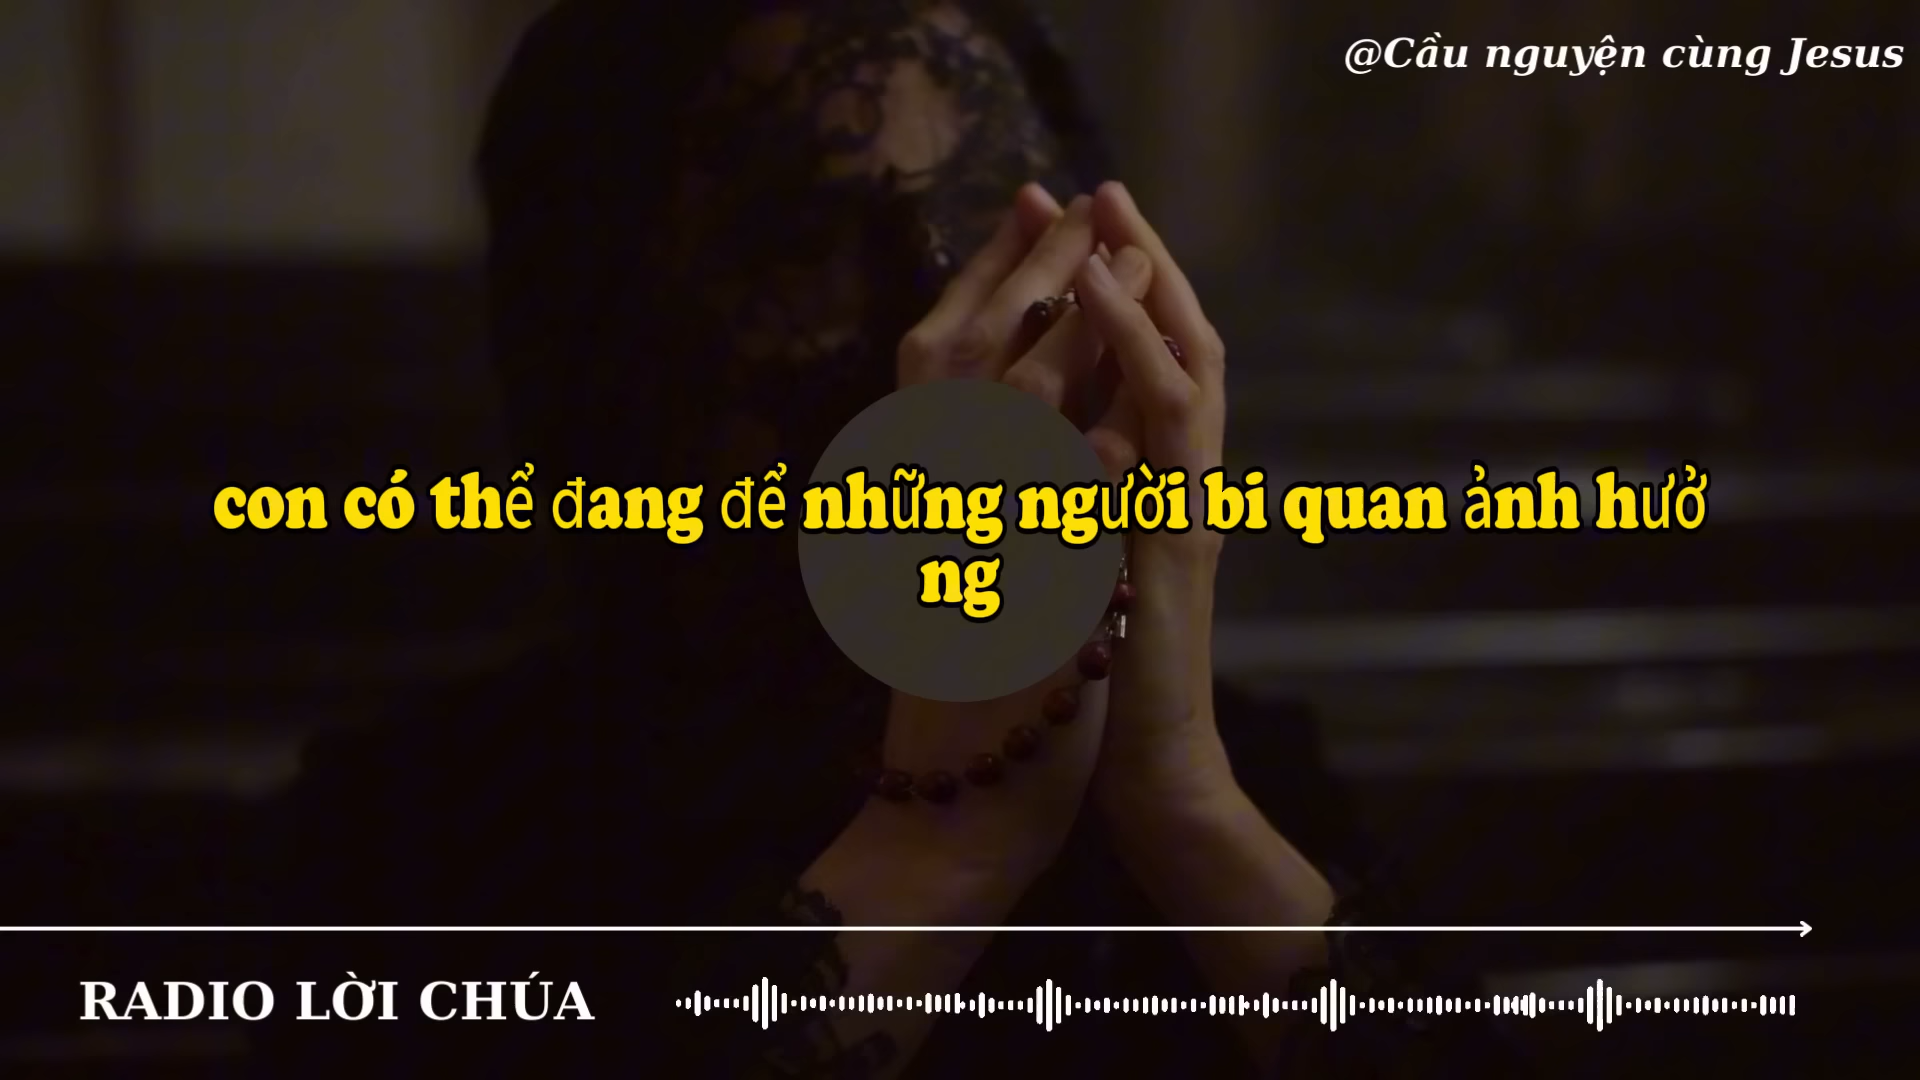 @Cầu nguyện cùng Jesus
con có thể đang để những người bi quan ảnh hưở
ng
RADIO LỜI CHÚA